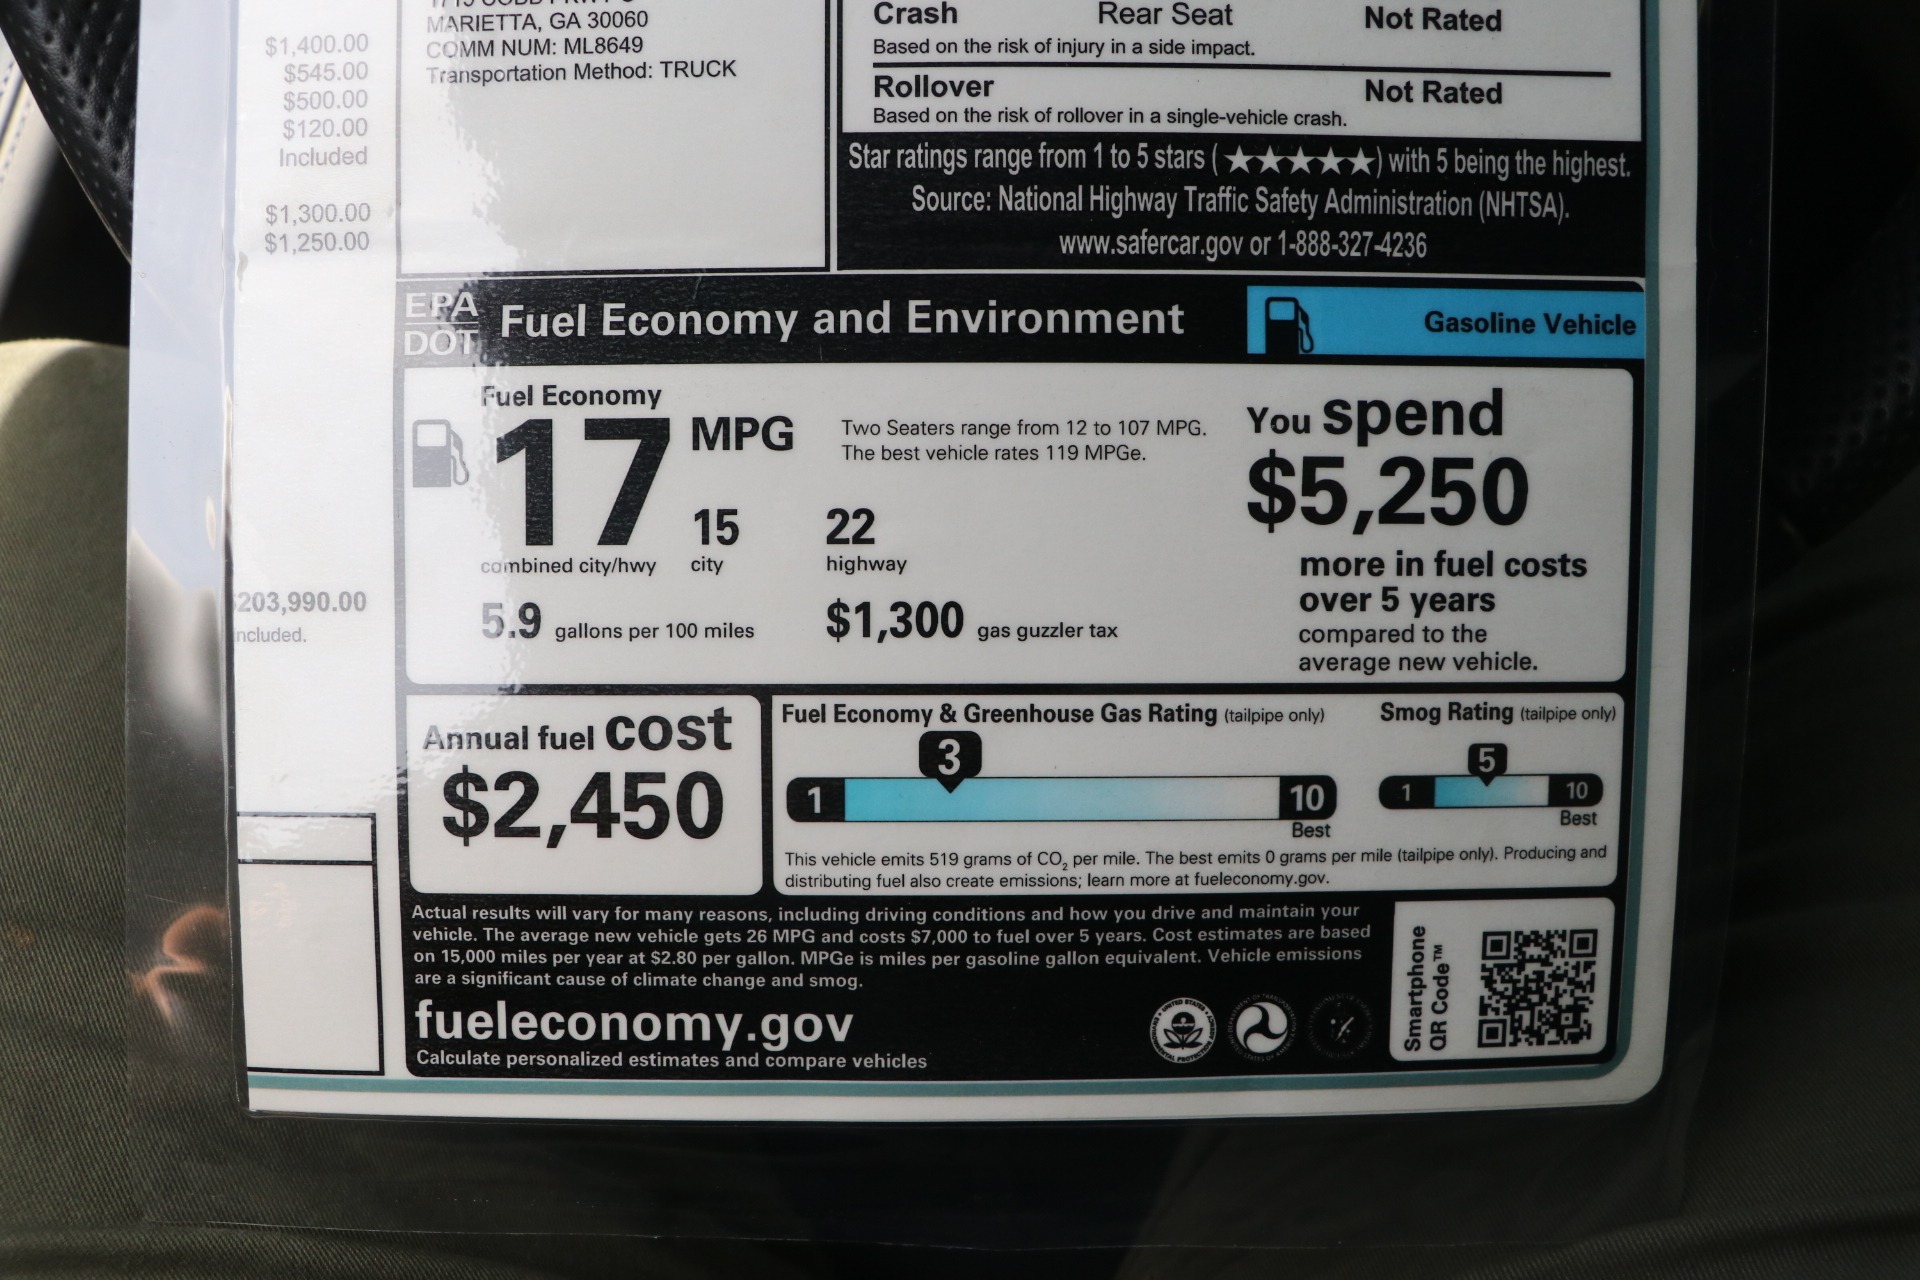 $1,400.00
$545.00
$500.00
$120.00
Included
$1,300.00
$1,250.00
203,990.00
ncluded.
MARIETTA, GA 30060
COMM NUM: ML8649
Transportation Method: TRUCK
Crash Rear Seat Not Rated
Based on the risk of injury in a side impact.
Rollover Not Rated
Based on the risk of rollover in a single-vehicle crash.
Star ratings range from 1 to 5 stars (★★★★★) with 5 being the highest.
Source: National Highway Traffic Safety Administration (NHTSA).
www.safercar.gov or 1-888-327-4236
EPA
DOT
Fuel Economy and Environment
Gasoline Vehicle
Fuel Economy
17 MPG
combined city/hwy
15
city
22
highway
Two Seaters range from 12 to 107 MPG.
The best vehicle rates 119 MPGe.
5.9 gallons per 100 miles
$1,300 gas guzzler tax
You spend
$5,250
more in fuel costs
over 5 years
compared to the
average new vehicle.
Annual fuel cost
$2,450
Fuel Economy & Greenhouse Gas Rating (tailpipe only)
3
1 10
Best
Smog Rating (tailpipe only)
5
1 10
Best
This vehicle emits 519 grams of CO2 per mile. The best emits 0 grams per mile (tailpipe only). Producing and
distributing fuel also create emissions; learn more at fueleconomy.gov.
Actual results will vary for many reasons, including driving conditions and how you drive and maintain your
vehicle. The average new vehicle gets 26 MPG and costs $7,000 to fuel over 5 years. Cost estimates are based
on 15,000 miles per year at $2.80 per gallon. MPGe is miles per gasoline gallon equivalent. Vehicle emissions
are a significant cause of climate change and smog.
fueleconomy.gov
Calculate personalized estimates and compare vehicles
Smartphone
QR Code™